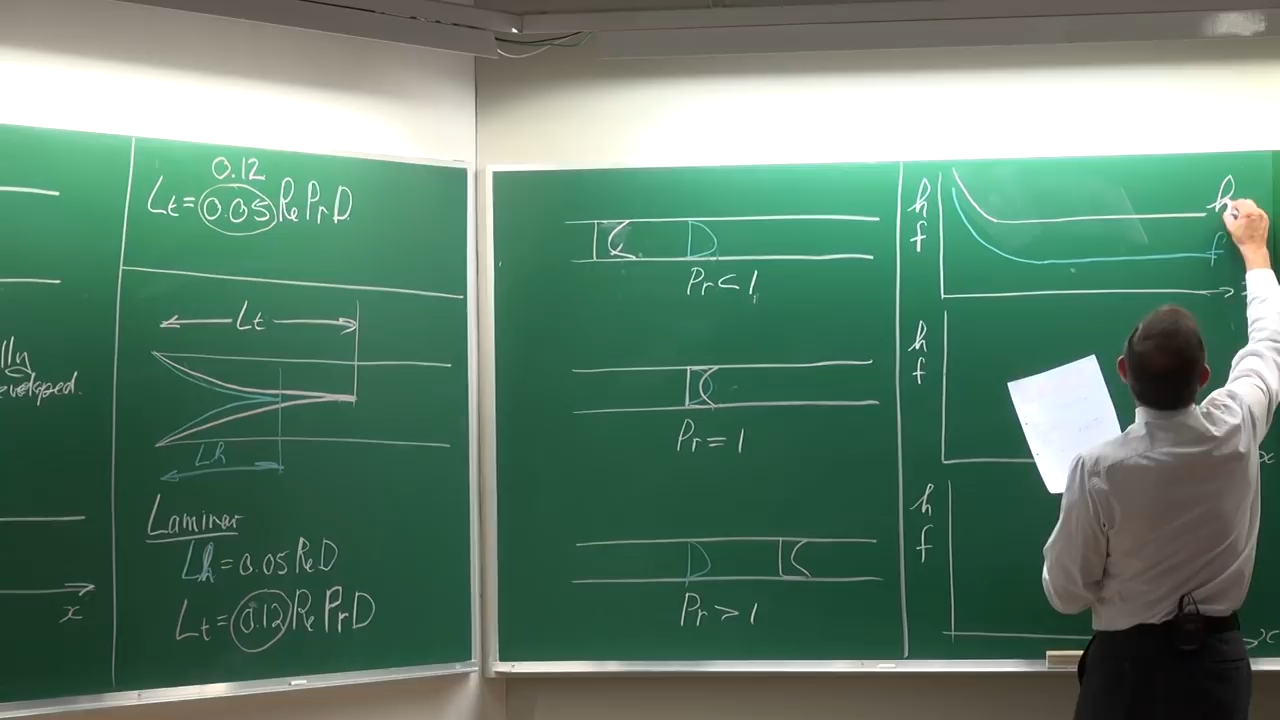 lly
eveloped.
x
0.12
Lt = 0.05 Re Pr D
Lt
Lh
Laminar
Lh = 0.05 Re D
Lt = 0.12 Re Pr D
Pr < 1
Pr = 1
Pr > 1
h
f
h
f
h
f
x
h
f
x